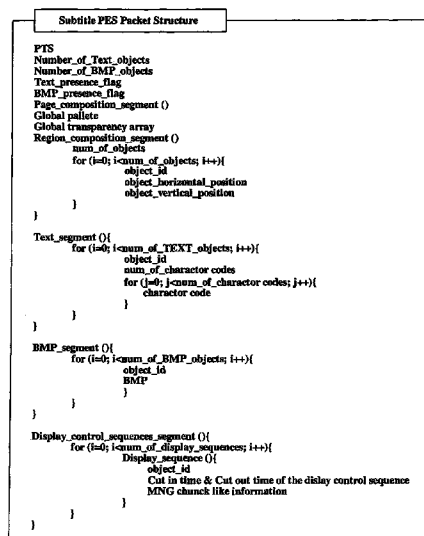 Subtitle PES Packet Structure
PTS
Number_of_Text_objects
Number_of_BMP_objects
Text_presence_flag
BMP_presence_flag
Page_composition_segment ()
Global pallete
Global transparency array
Region_composition_segment ()
num_of_objects
for (i=0; i<num_of_objects; i++){
object_id
object_horizontal_position
object_vertical_position
}
}
Text_segment (){
for (i=0; i<num_of_TEXT_objects; i++){
object_id
num_of_charactor codes
for (j=0; j<num_of_charactor codes; j++){
charactor code
}
}
}
BMP_segment (){
for (i=0; i<num_of_BMP_objects; i++){
object_id
BMP
}
}
}
Display_control_sequences_segment (){
for (i=0; i<num_of_display_sequences; i++){
Display_sequence (){
object_id
Cut in time & Cut out time of the dislay control sequence
MNG chunck like information
}
}
}